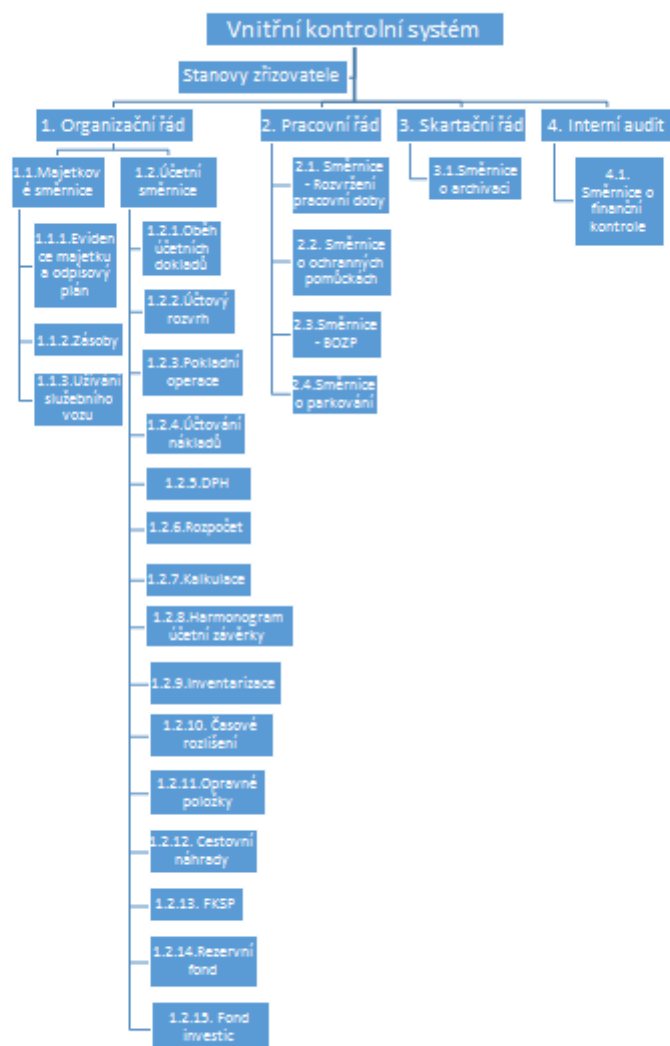 Vnitřní kontrolní systém
Stanovy zřizovatele
1. Organizační řád
1.1.Majetkov
é směrnice
1.1.1.Eviden
ce majetku
a odpisový
plán
1.1.2.Zásoby
1.1.3.Užívání
služebního
vozu
1.2.Účetní
směrnice
1.2.1.Oběh
účetních
dokladů
1.2.2.Účtový
rozvrh
1.2.3.Pokladní
operace
1.2.4.Účtování
nákladů
1.2.5.DPH
1.2.6.Rozpočet
1.2.7.Kalkulace
1.2.8.Harmonogram
účetní závěrky
1.2.9.Inventarizace
1.2.10. Časové
rozlišení
1.2.11.Opravné
položky
1.2.12. Cestovní
náhrady
1.2.13. FKSP
1.2.14.Rezervní
fond
1.2.15. Fond
investic
2. Pracovní řád
2.1. Směrnice
- Rozvržení
pracovní doby
2.2. Směrnice
o ochranných
pomůckách
2.3.Směrnice
- BOZP
2.4.Směrnice
o parkování
3. Skartační řád
3.1.Směrnice
o archivaci
4. Interní audit
4.1.
Směrnice o
finanční
kontrole